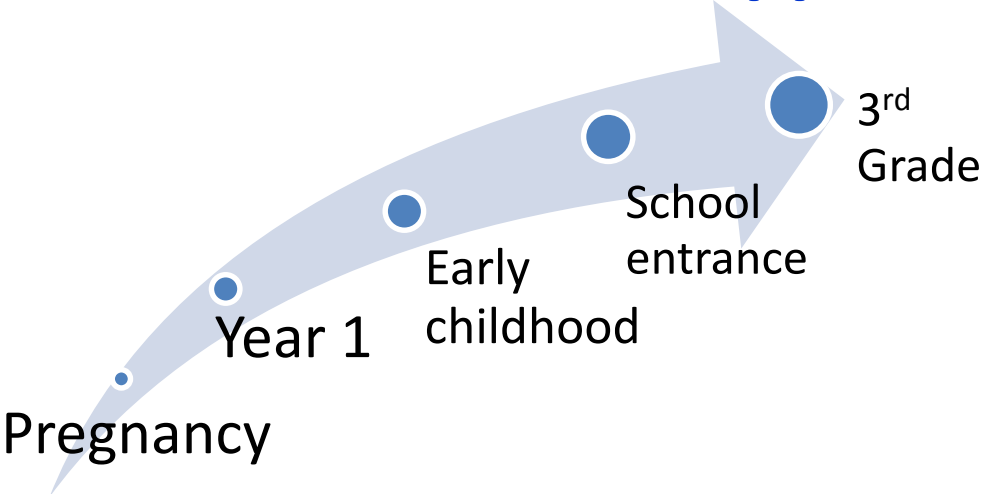 3rd
Grade
School
entrance
Early
childhood
Year 1
Pregnancy